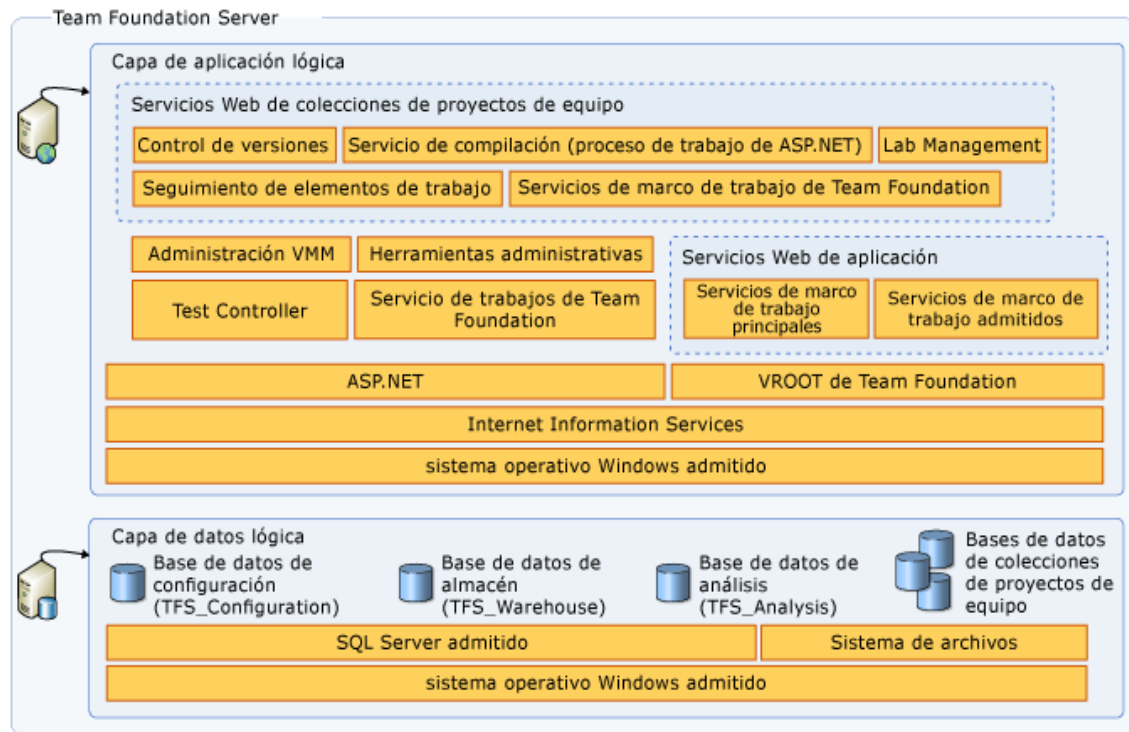 Team Foundation Server
Capa de aplicación lógica
Servicios Web de colecciones de proyectos de equipo
Control de versiones
Servicio de compilación (proceso de trabajo de ASP.NET)
Lab Management
Seguimiento de elementos de trabajo
Servicios de marco de trabajo de Team Foundation
Administración VMM
Herramientas administrativas
Test Controller
Servicio de trabajos de Team
Foundation
Servicios Web de aplicación
Servicios de marco
de trabajo
principales
Servicios de marco de
trabajo admitidos
ASP.NET
VROOT de Team Foundation
Internet Information Services
sistema operativo Windows admitido
Capa de datos lógica
Base de datos de
configuración
(TFS_Configuration)
Base de datos de
almacén
(TFS_Warehouse)
Base de datos de
análisis
(TFS_Analysis)
Bases de datos
de colecciones
de proyectos de
equipo
SQL Server admitido
Sistema de archivos
sistema operativo Windows admitido